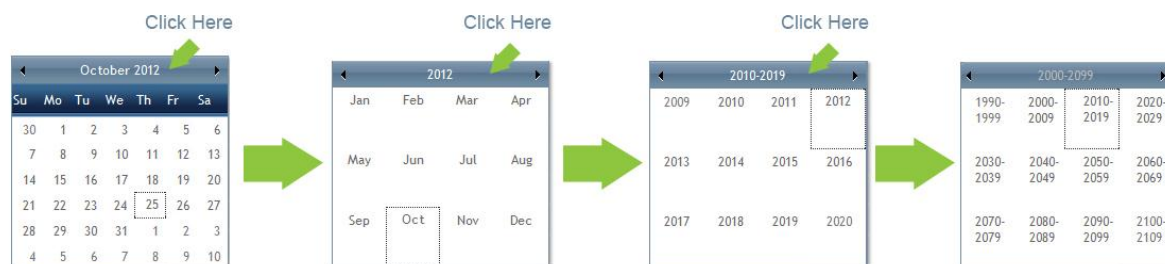 Click Here
October 2012
Su Mo Tu We Th Fr Sa
30 1 2 3 4 5 6
7 8 9 10 11 12 13
14 15 16 17 18 19 20
21 22 23 24 25 26 27
28 29 30 31 1 2 3
4 5 6 7 8 9 10
Click Here
2012
Jan Feb Mar Apr
May Jun Jul Aug
Sep Oct Nov Dec
Click Here
2010-2019
2009 2010 2011 2012
2013 2014 2015 2016
2017 2018 2019 2020
2000-2099
1990- 2000- 2010- 2020-
1999 2009 2019 2029
2030- 2040- 2050- 2060-
2039 2049 2059 2069
2070- 2080- 2090- 2100-
2079 2089 2099 2109